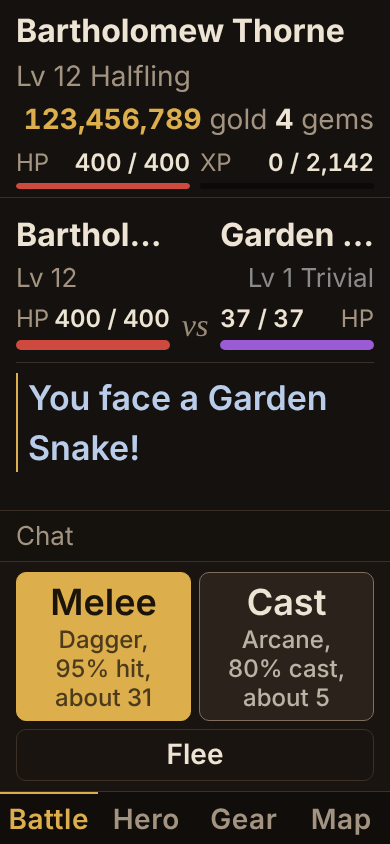 Bartholomew Thorne
Lv 12 Halfling
123,456,789 gold 4 gems
HP 400 / 400 XP 0 / 2,142
Barthol... Garden ...
Lv 12 Lv 1 Trivial
HP 400 / 400 vs 37 / 37 HP
You face a Garden
Snake!
Chat
Melee
Dagger,
95% hit,
about 31
Cast
Arcane,
80% cast,
about 5
Flee
Battle Hero Gear Map